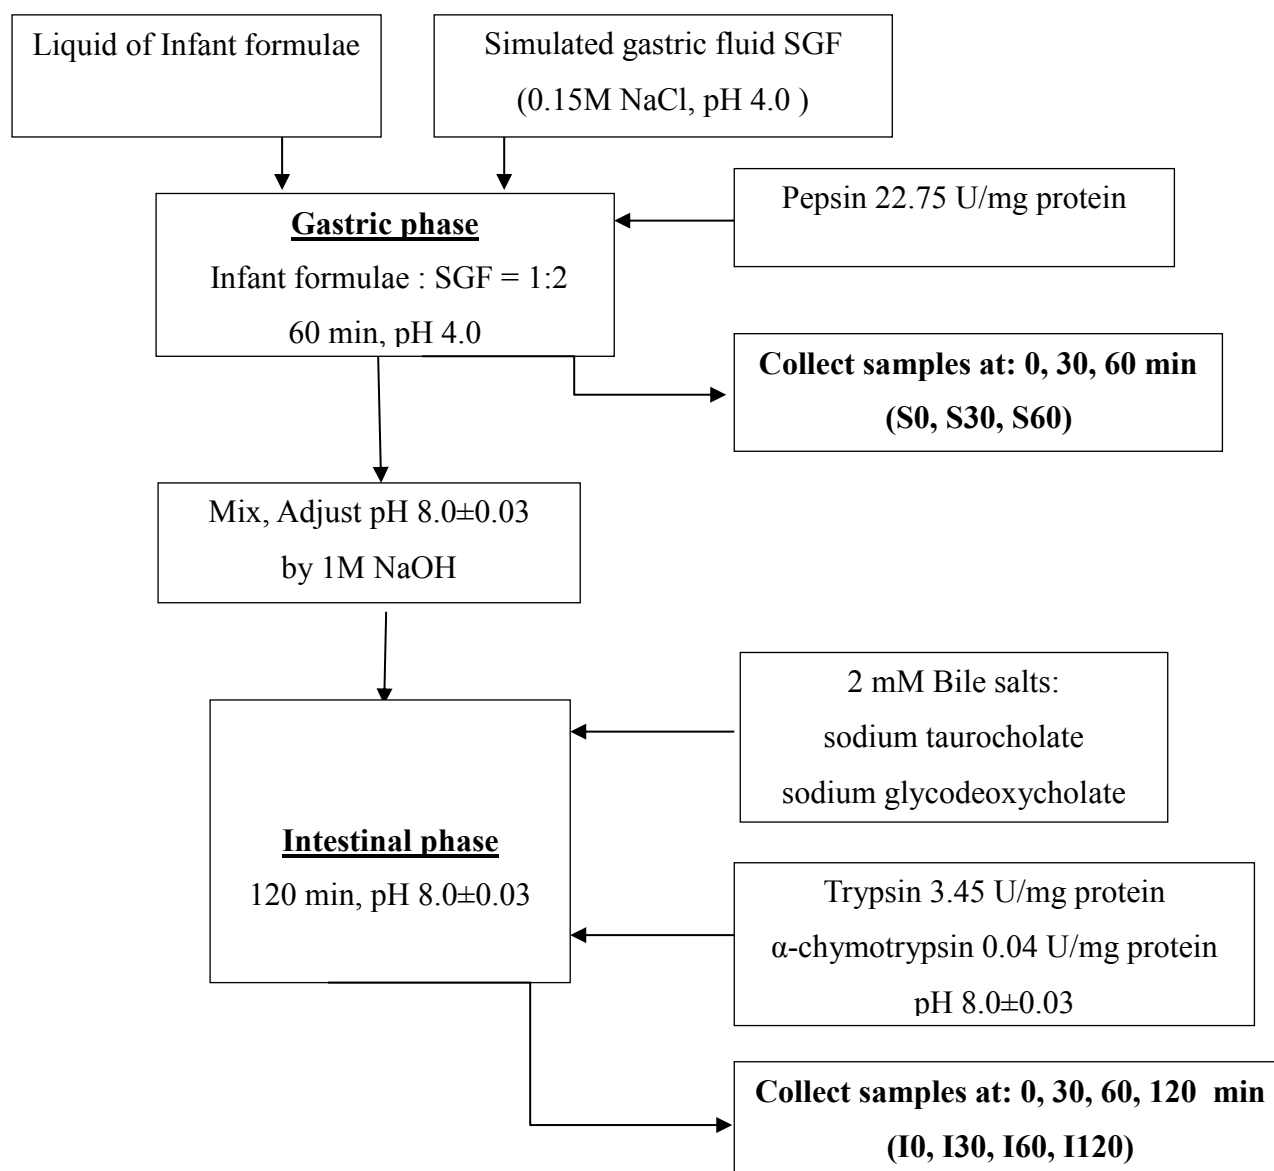 Liquid of Infant formulae
Simulated gastric fluid SGF
(0.15M NaCl, pH 4.0 )
Pepsin 22.75 U/mg protein
Gastric phase
Infant formulae : SGF = 1:2
60 min, pH 4.0
Collect samples at: 0, 30, 60 min
(S0, S30, S60)
Mix, Adjust pH 8.0±0.03
by 1M NaOH
2 mM Bile salts:
sodium taurocholate
sodium glycodeoxycholate
Intestinal phase
120 min, pH 8.0±0.03
Trypsin 3.45 U/mg protein
α-chymotrypsin 0.04 U/mg protein
pH 8.0±0.03
Collect samples at: 0, 30, 60, 120  min
(I0, I30, I60, I120)